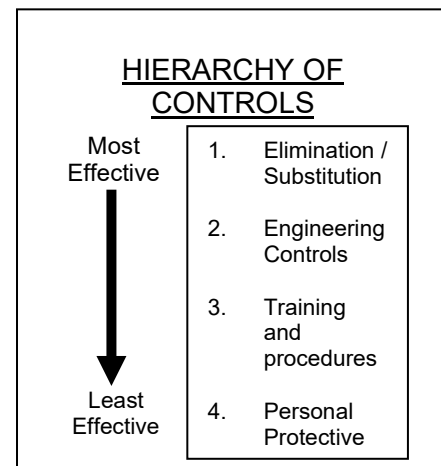 HIERARCHY OF
CONTROLS
Most
Effective
1. Elimination /
Substitution
2. Engineering
Controls
3. Training
and
procedures
Least
Effective
4. Personal
Protective